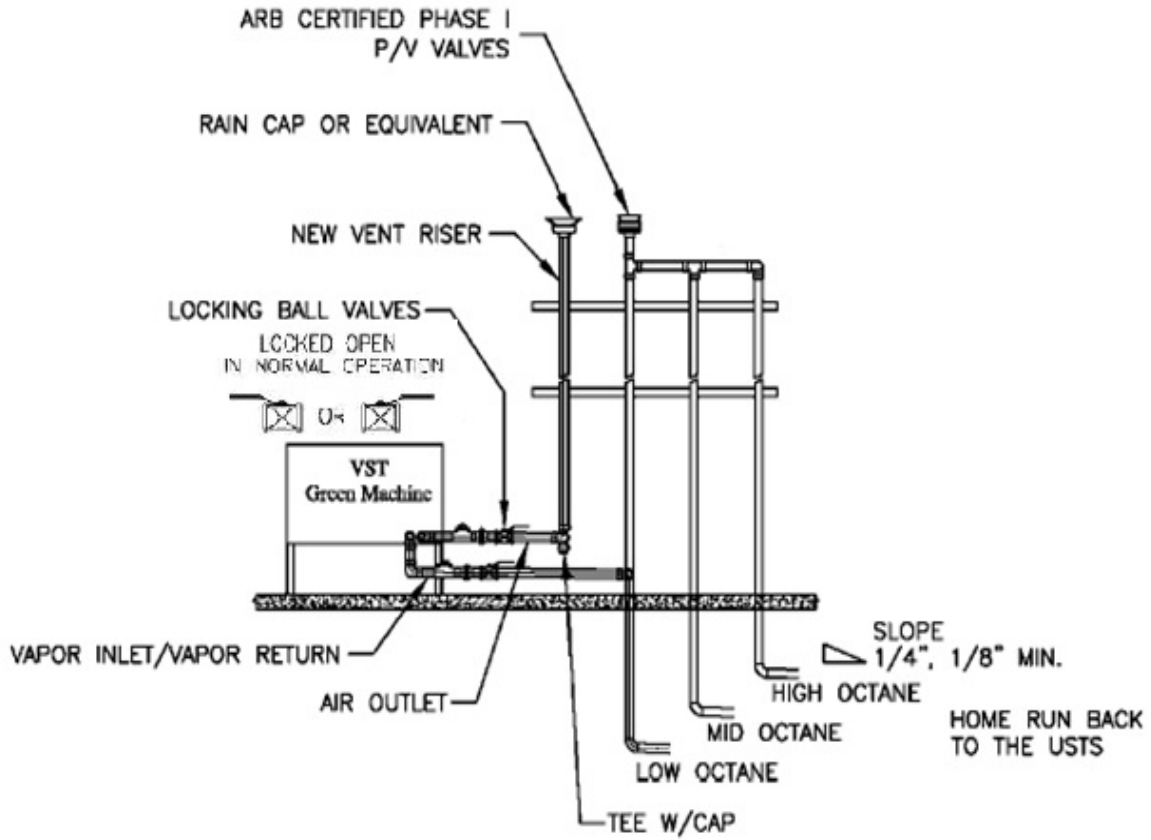 ARB CERTIFIED PHASE I
P/V VALVES
RAIN CAP OR EQUIVALENT
NEW VENT RISER
LOCKING BALL VALVES
LOCKED OPEN
IN NORMAL OPERATION
OR
VST
Green Machine
VAPOR INLET/VAPOR RETURN
AIR OUTLET
SLOPE
1/4", 1/8" MIN.
HIGH OCTANE
MID OCTANE
HOME RUN BACK
TO THE USTS
LOW OCTANE
TEE W/CAP